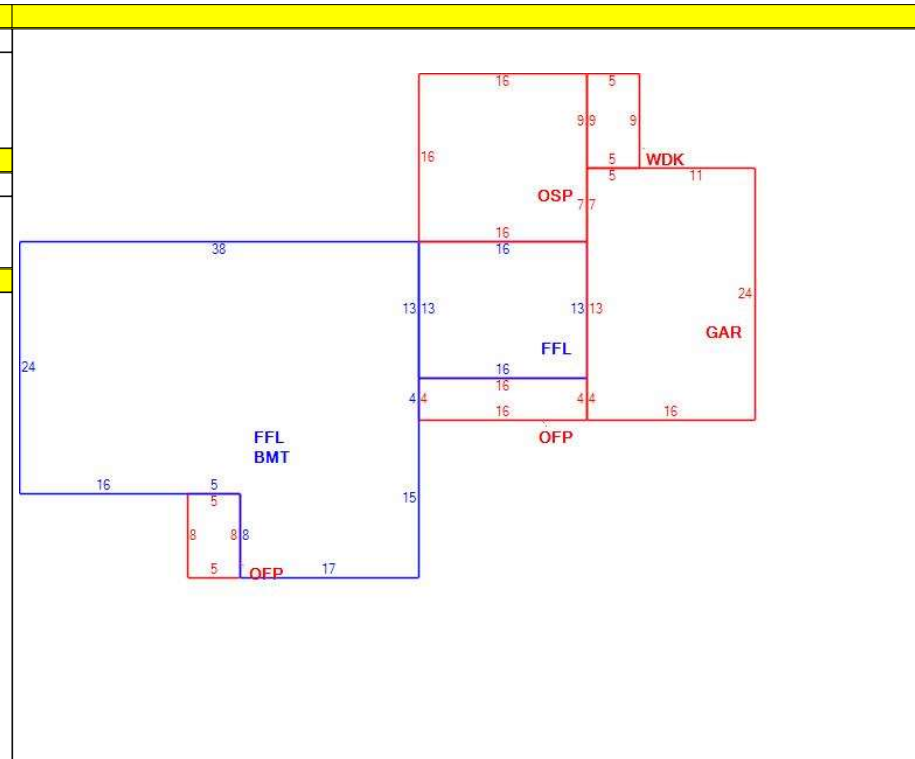 16 5
9 9 9
16
5 WDK
5 11
OSP
7 7
16
38 16
13 13 13 13
24
GAR
FFL
24
16
16
4 4 4 4
16 16
OFP
FFL
BMT
16 5
5
15
8 8 8
5 OFP 17